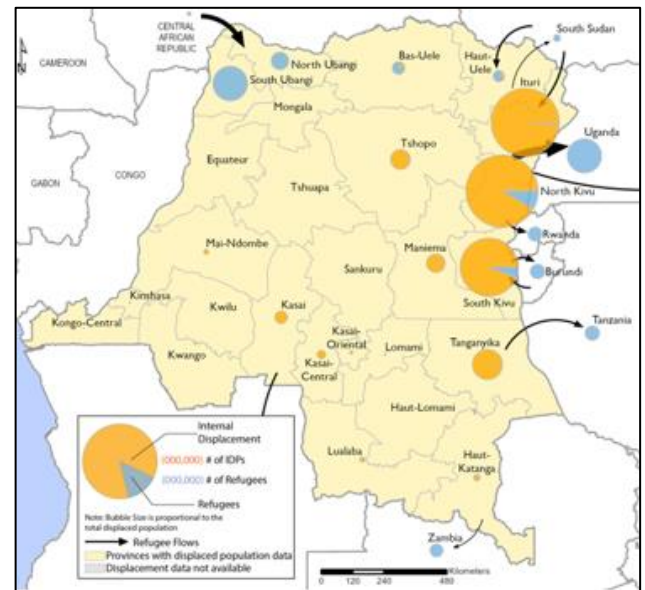 CENTRAL
AFRICAN
REPUBLIC
South Sudan
N
CAMEROON
North Ubangi
Bas-Uele
Haut-
Uele
South Ubangi
Ituri
Mongala
Uganda
Tshopo
Equateur
GABON
CONGO
Tshuapa
North Kivu
Rwanda
Mai-Ndombe
Maniema
Sankuru
Burundi
Kinshasa
Kasai
South Kivu
Kwilu
Kongo-Central
Kasai-
Oriental
Tanzania
Lomami
Tanganyika
Kwango
Kasai-
Central
Haut-Lomami
Internal
Displacement
(000,000) # of IDPs
(000,000) # of Refugees
Refugees
Note: Bubble Size is proportional to the
total displaced population
Refugee Flows
Provinces with displaced population data
Displacement data not available
Lualaba
Haut-
Katanga
Zambia
Kilometers
0 120 240 480